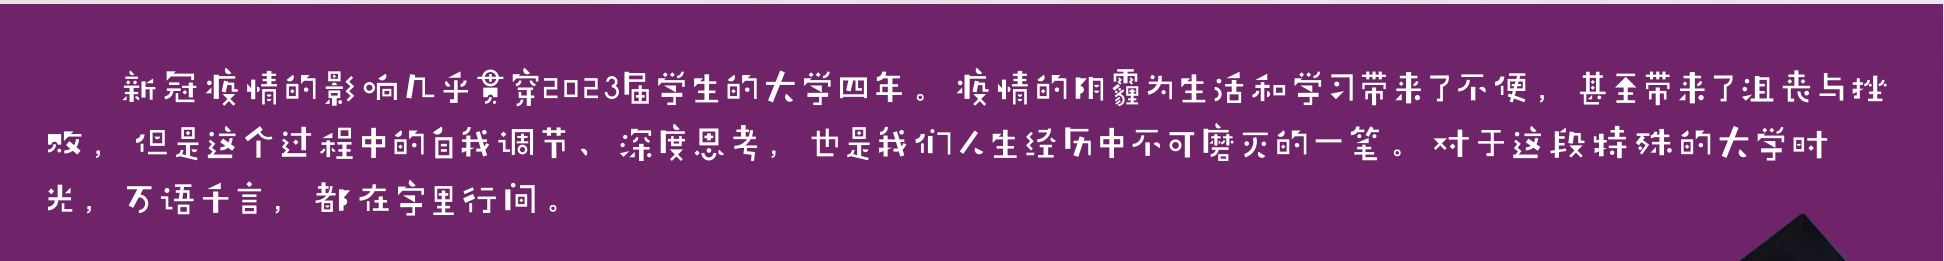 新冠疫情的影响几乎贯穿2023届学生的大学四年。疫情的阴霾为生活和学习带来了不便，甚至带来了沮丧与挫
败，但是这个过程中的自我调节、深度思考，也是我们人生经历中不可磨灭的一笔。对于这段特殊的大学时
光，万语千言，都在字里行间。